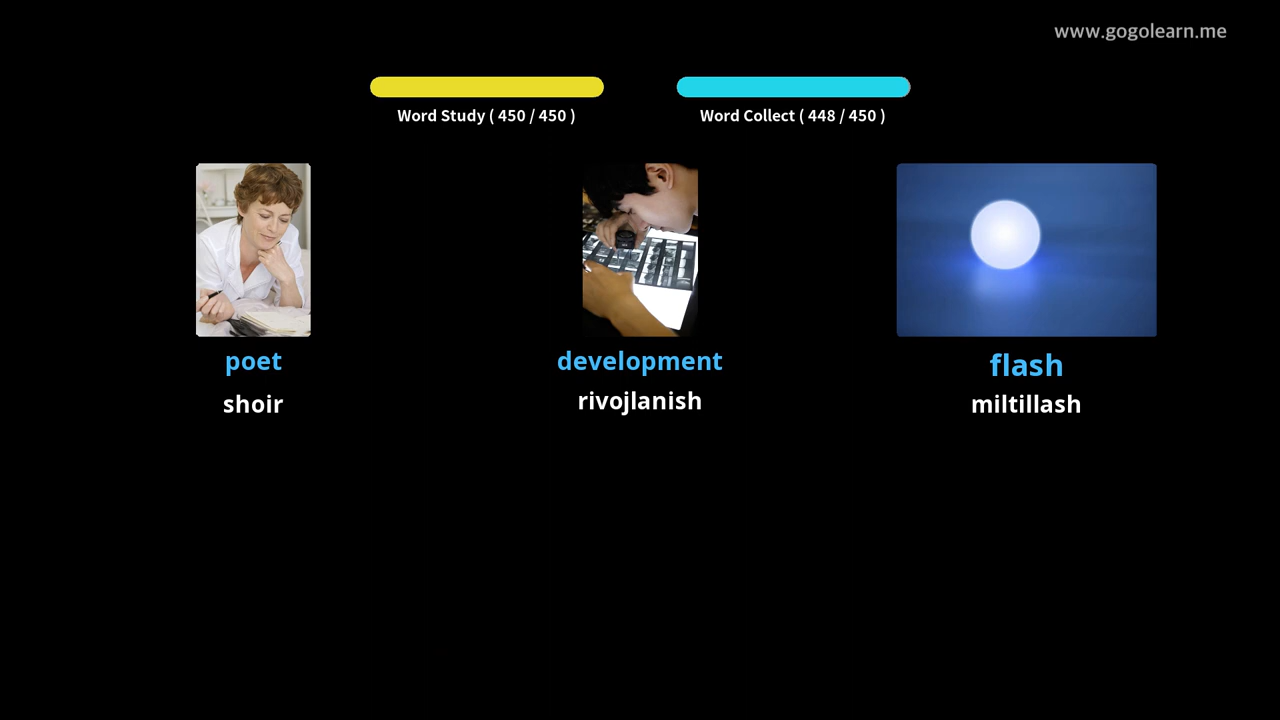 www.gogolearn.me
Word Study ( 450 / 450 )
Word Collect ( 448 / 450 )
poet
development
flash
shoir
rivojlanish
miltillash